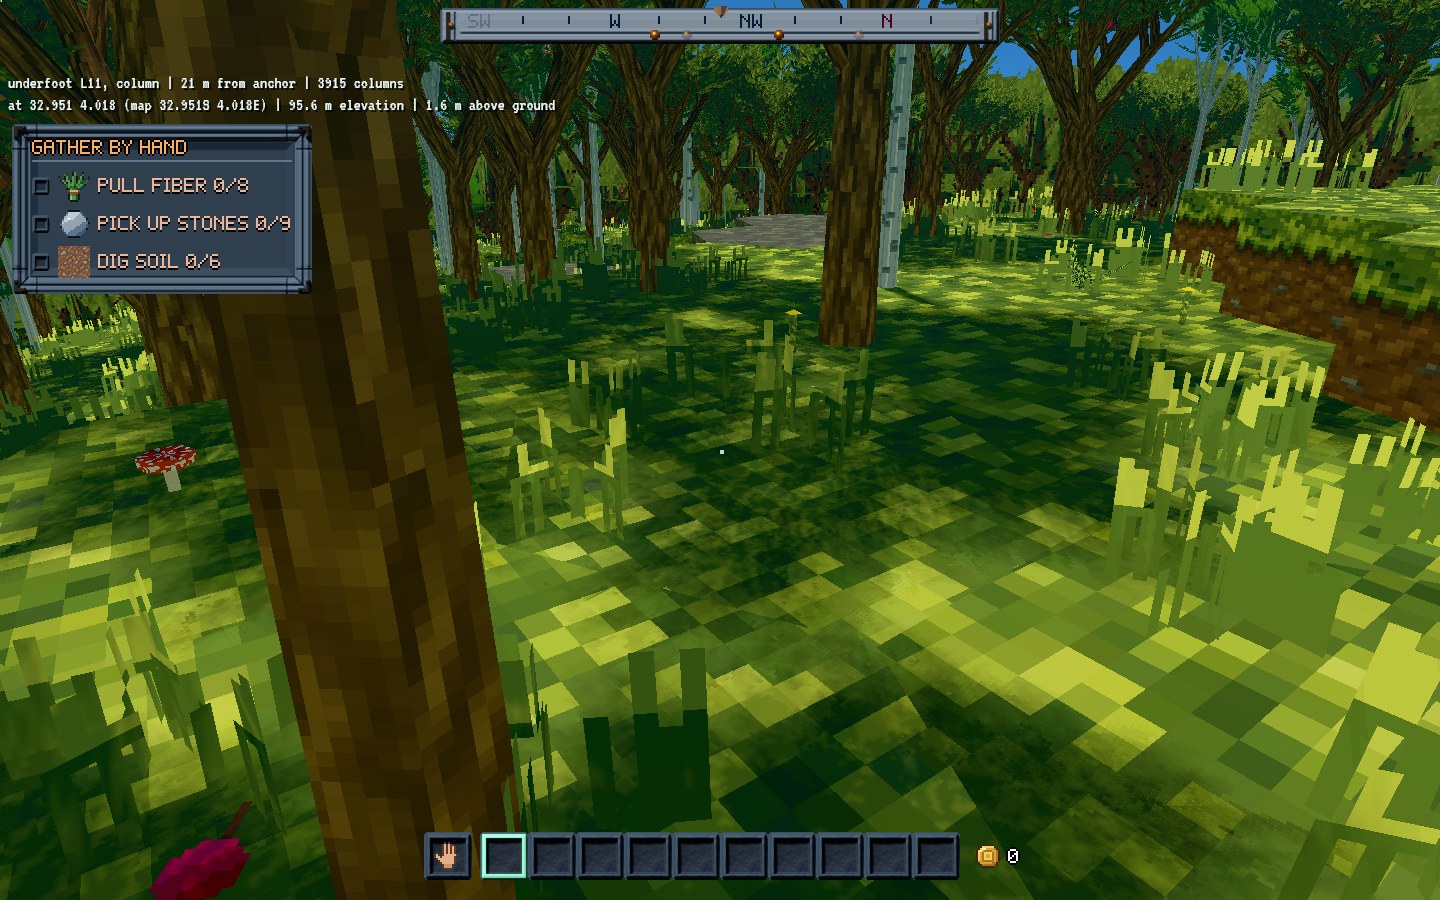 SW W NW N
underfoot L11, column | 21 m from anchor | 3915 columns
at 32.951 4.018 (map 32.951S 4.018E) | 95.6 m elevation | 1.6 m above ground
GATHER BY HAND
PULL FIBER 0/8
PICK UP STONES 0/9
DIG SOIL 0/6
0